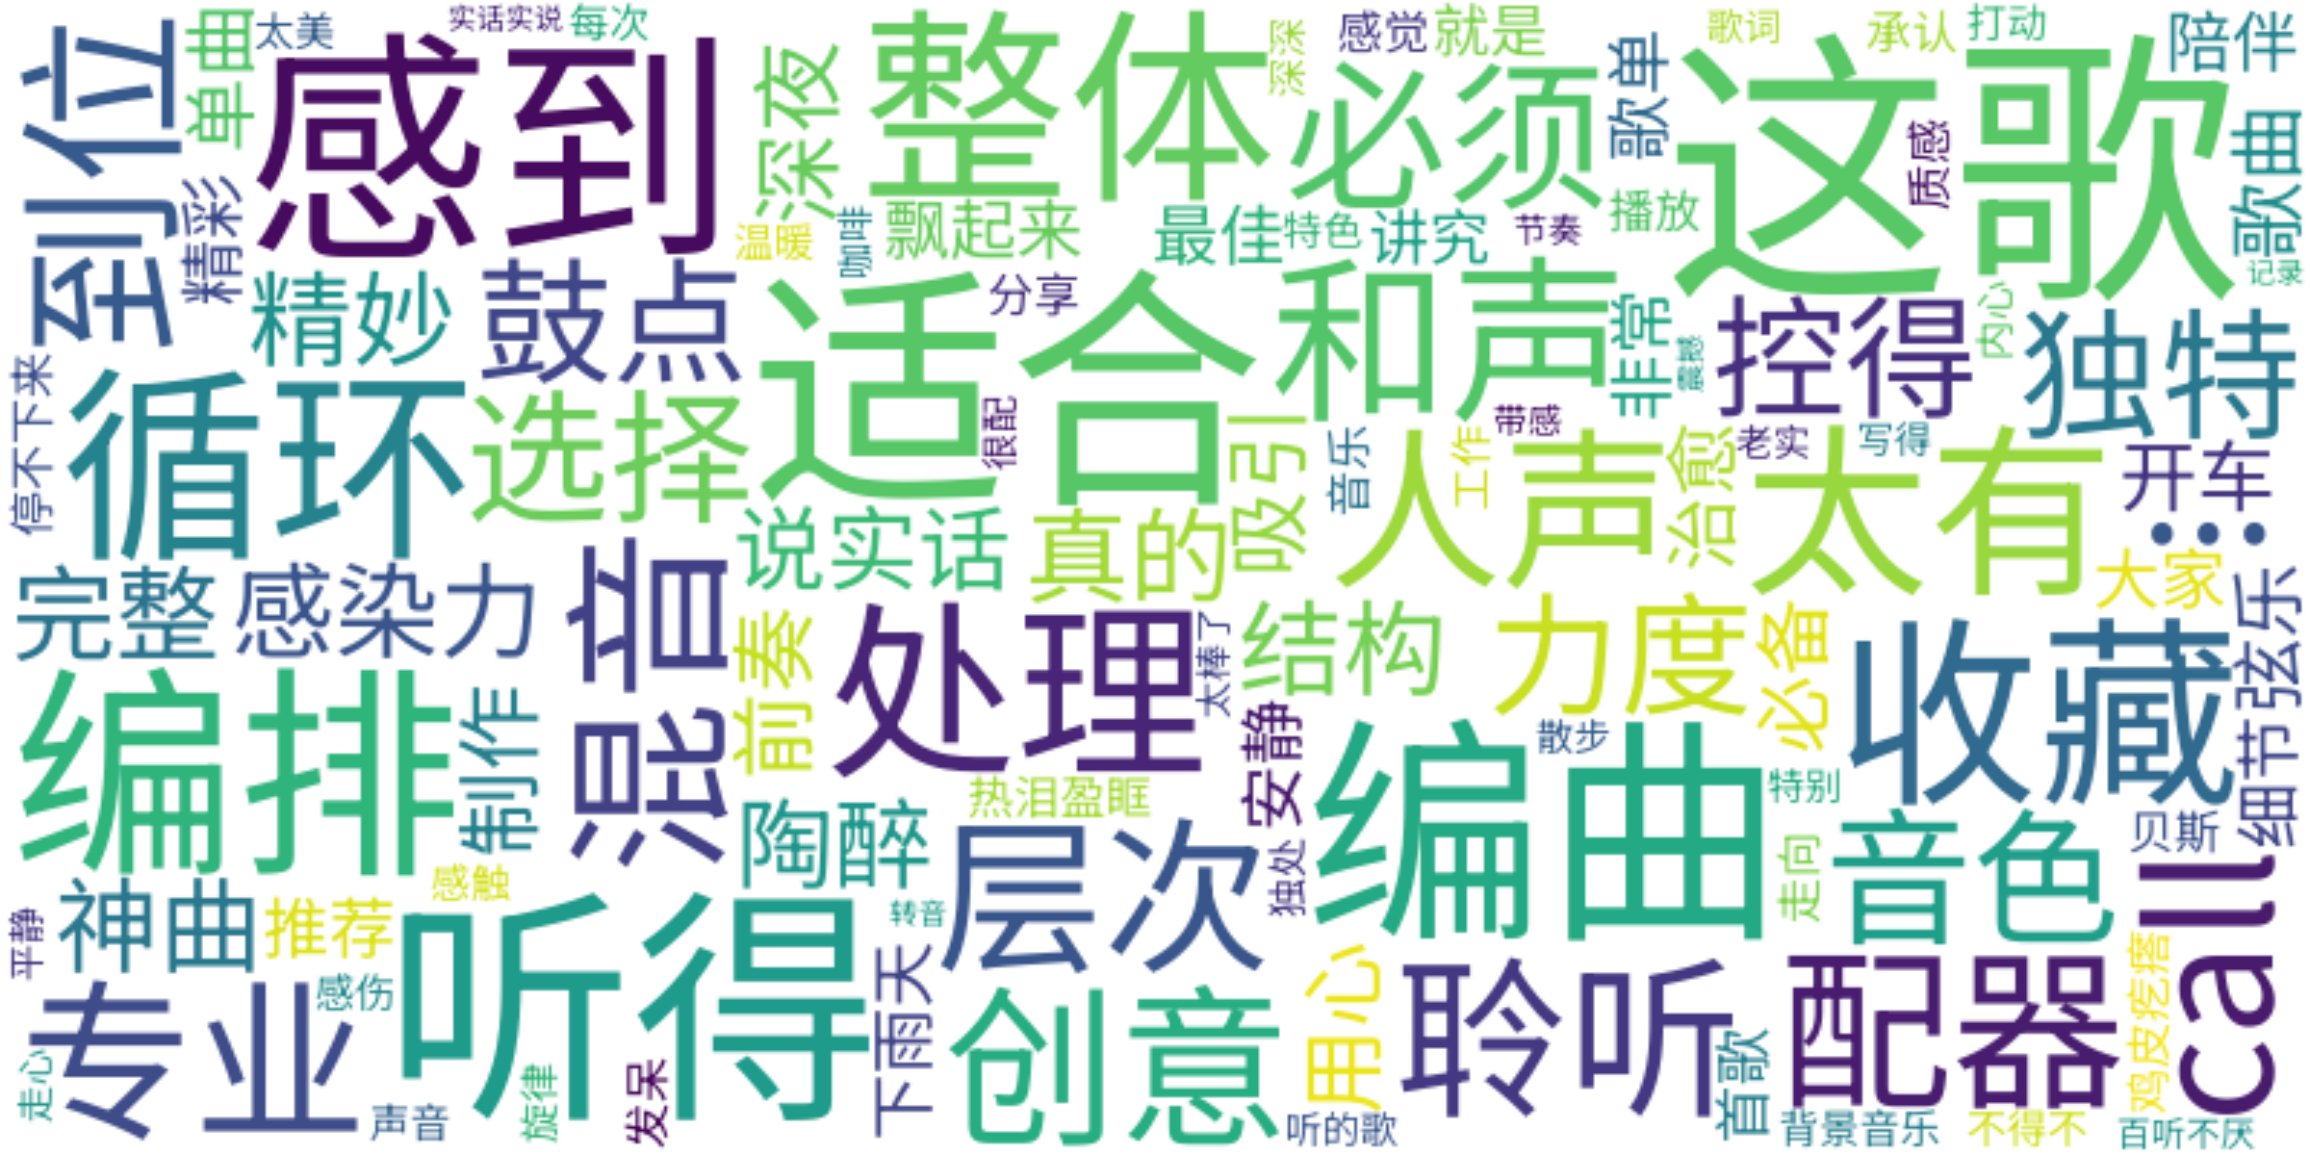 到位
单曲
太美
实话实说
每次
感到
深夜
整体
深深
感觉
就是
必须
歌单
歌词
承认
打动
陪伴
这歌
质感
歌曲
记录
精彩
温暖
咖啡
飘起来
最佳
特色
讲究
节奏
播放
精妙
鼓点
适合
分享
和声
非常
震撼
控得
内心
独特
停不下来
循环
选择
很配
吸引
音乐
带感
工作
人声
治愈
老实
写得
太有
开车
...
说实话
真的
大家
完整
感染力
混音
前奏
处理
太棒了
结构
力度
必备
收藏
细节
弦乐
编排
制作
陶醉
热泪盈眶
安静
散步
编曲
特别
贝斯
层次
独处
走向
音色
call
平静
神曲
推荐
感触
听得
转音
下雨天
创意
用心
聆听
配器
鸡皮疙瘩
专业
感伤
走心
声音
旋律
发呆
听的歌
首歌
背景音乐
不得不
百听不厌